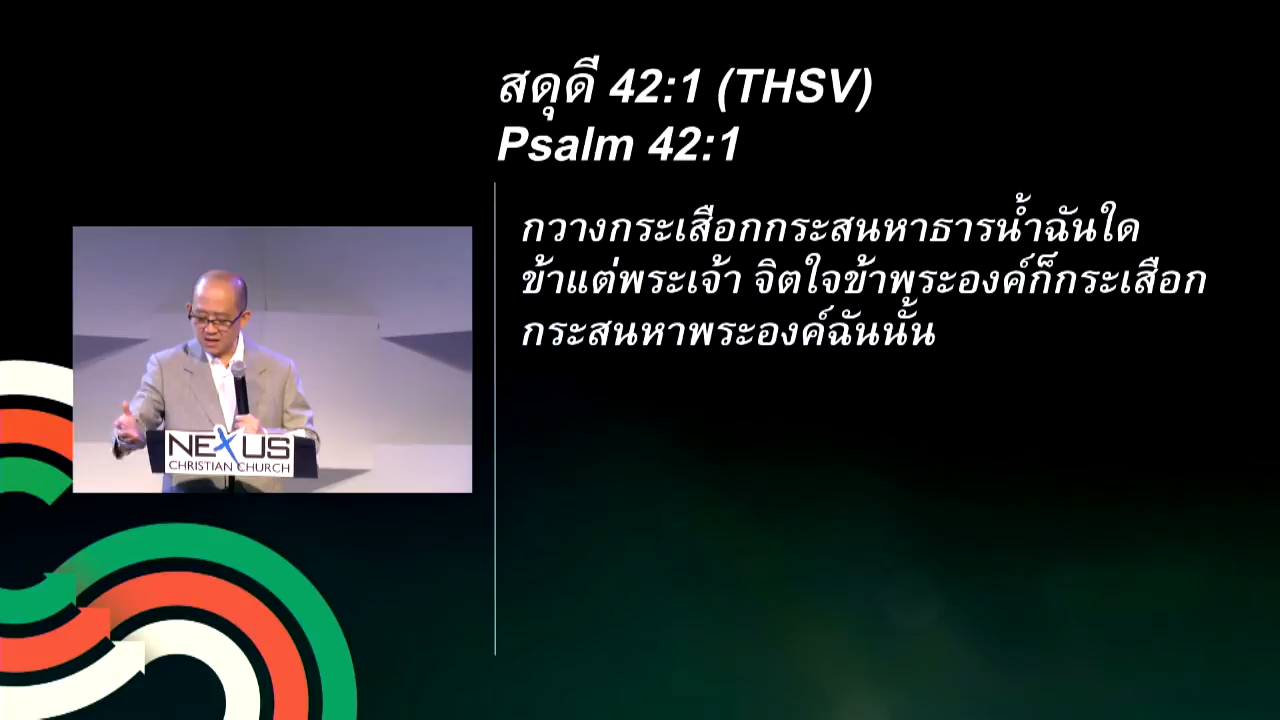 สดุดี 42:1 (THSV)
Psalm 42:1
กวางกระเสือกกระสนหาธารน้ำฉันใด
ข้าแต่พระเจ้า จิตใจข้าพระองค์ก็กระเสือก
กระสนหาพระองค์ฉันนั้น
NEXUS
CHRISTIAN CHURCH